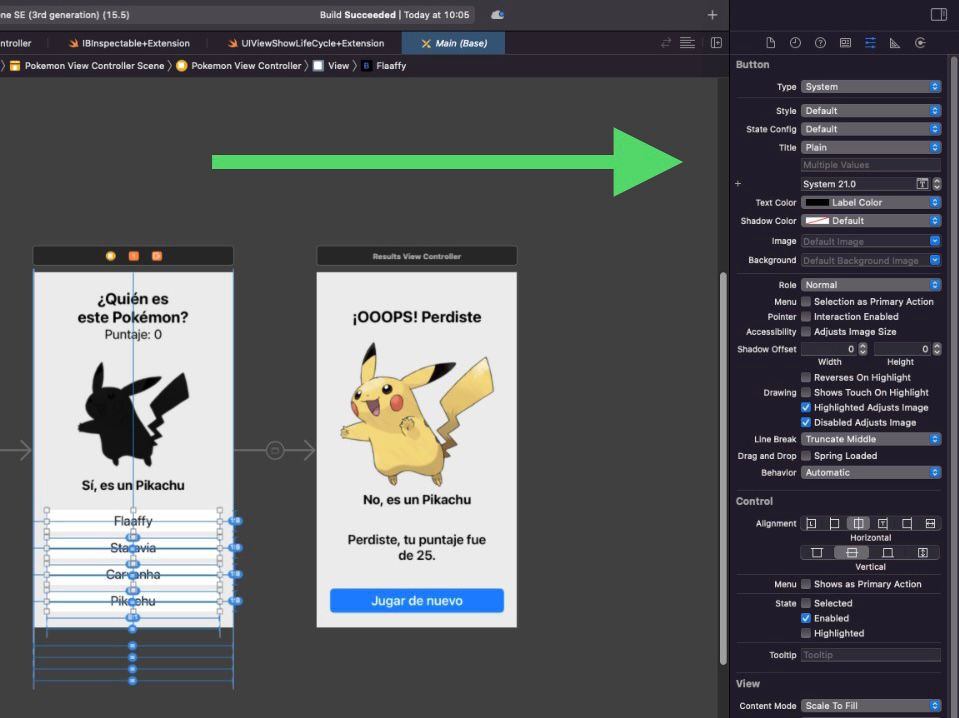 ne SE (3rd generation) (15.5)
Build Succeeded | Today at 10:05
ntroller
IBInspectable+Extension
UIViewShowLifeCycle+Extension
Main (Base)
Pokemon View Controller Scene
Pokemon View Controller
View
B
Flaaffy
¿Quién es
este Pokémon?
Puntaje: 0
Sí, es un Pikachu
Flaaffy
Staravia
Carvanha
Pikachu
Results View Controller
¡OOOPS! Perdiste
No, es un Pikachu
Perdiste, tu puntaje fue
de 25.
Jugar de nuevo
Button
Type System
Style Default
State Config Default
Title Plain
Multiple Values
System 21.0
Text Color Label Color
Shadow Color Default
Image Default Image
Background Default Background Image
Role Normal
Menu Selection as Primary Action
Pointer Interaction Enabled
Accessibility Adjusts Image Size
Shadow Offset 0 0
Width Height
Reverses On Highlight
Drawing Shows Touch On Highlight
Highlighted Adjusts Image
Disabled Adjusts Image
Line Break Truncate Middle
Drag and Drop Spring Loaded
Behavior Automatic
Control
Alignment
Horizontal
Vertical
Menu Shows as Primary Action
State Selected
Enabled
Highlighted
Tooltip Tooltip
View
Content Mode Scale To Fill